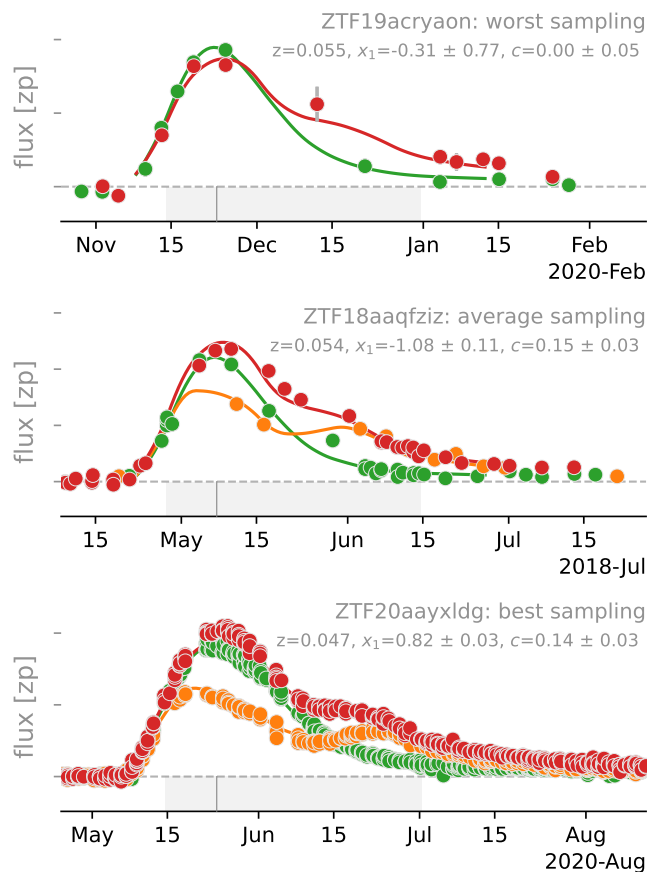 ZTF19acryaon: worst sampling
z=0.055, x₁=-0.31 ± 0.77, c=0.00 ± 0.05
flux [zp]
Nov 15 Dec 15 Jan 15 Feb
2020-Feb
ZTF18aaqfziz: average sampling
z=0.054, x₁=-1.08 ± 0.11, c=0.15 ± 0.03
flux [zp]
15 May 15 Jun Jul 15
2018-Jul
ZTF20aayxldg: best sampling
z=0.047, x₁=0.82 ± 0.03, c=0.14 ± 0.03
flux [zp]
May 15 Jun 15 Jul 15 Aug
2020-Aug